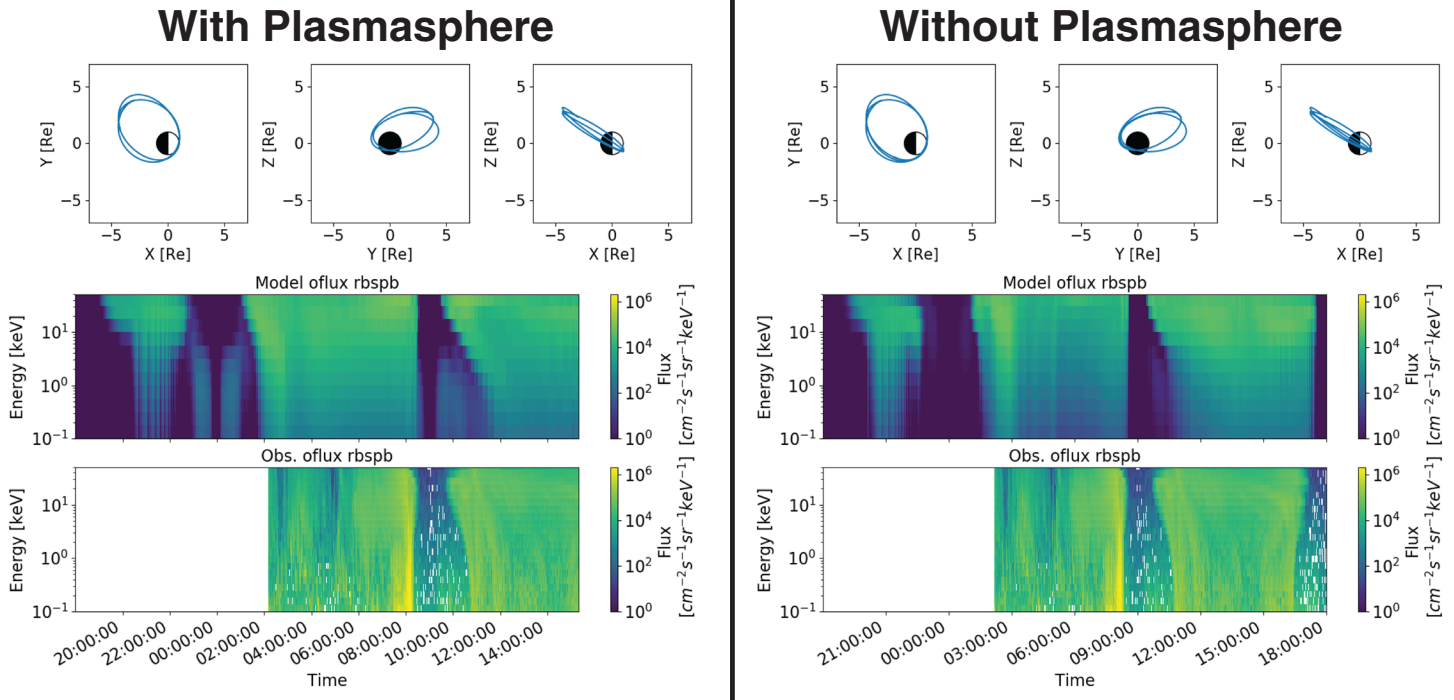 With Plasmasphere
5
0
−5
Y [Re]
−5 0 5
X [Re]
5
0
−5
Z [Re]
−5 0 5
Y [Re]
5
0
−5
Z [Re]
−5 0 5
X [Re]
Model oflux rbspb
Energy [keV]
10¹
10⁰
10⁻¹
10⁶
10⁴
10²
10⁰
Flux
[cm⁻²s⁻¹sr⁻¹keV⁻¹]
Obs. oflux rbspb
Energy [keV]
10¹
10⁰
10⁻¹
10⁶
10⁴
10²
10⁰
Flux
[cm⁻²s⁻¹sr⁻¹keV⁻¹]
20:00:00 22:00:00 00:00:00 02:00:00 04:00:00 06:00:00 08:00:00 10:00:00 12:00:00 14:00:00
Time
Without Plasmasphere
5
0
−5
Y [Re]
−5 0 5
X [Re]
5
0
−5
Z [Re]
−5 0 5
Y [Re]
5
0
−5
Z [Re]
−5 0 5
X [Re]
Model oflux rbspb
Energy [keV]
10¹
10⁰
10⁻¹
10⁶
10⁴
10²
10⁰
Flux
[cm⁻²s⁻¹sr⁻¹keV⁻¹]
Obs. oflux rbspb
Energy [keV]
10¹
10⁰
10⁻¹
10⁶
10⁴
10²
10⁰
Flux
[cm⁻²s⁻¹sr⁻¹keV⁻¹]
21:00:00 00:00:00 03:00:00 06:00:00 09:00:00 12:00:00 15:00:00 18:00:00
Time